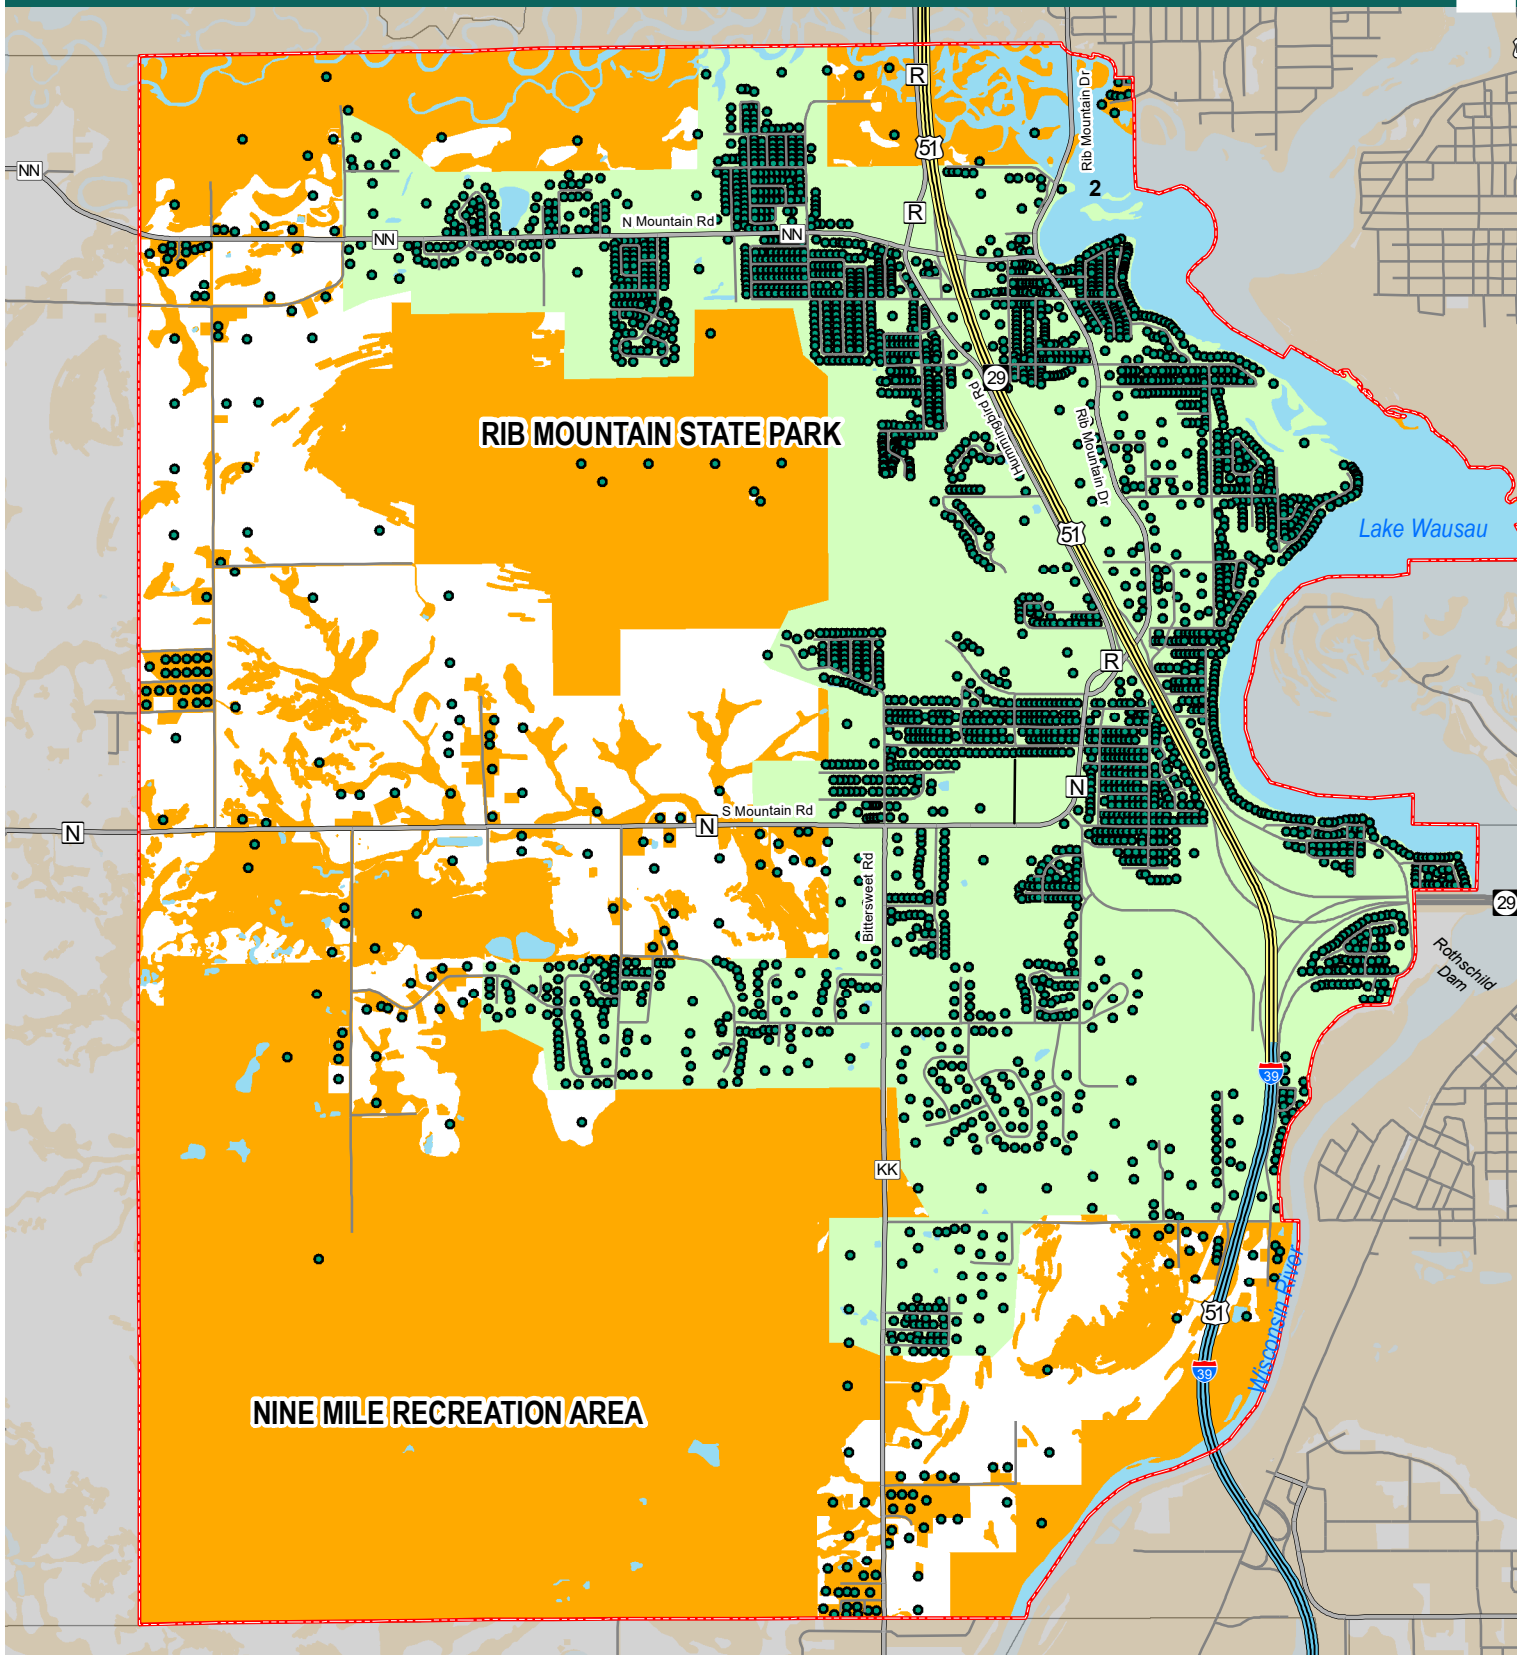 R
Rib Mountain Dr
51
NN
2
R
N Mountain Rd
NN
NN
29
Hummingbird Rd
Rib Mountain Dr
RIB MOUNTAIN STATE PARK
Lake Wausau
51
R
N
S Mountain Rd
N
N
Bittersweet Rd
29
Rothschild
Dam
39
KK
51
Wisconsin River
39
NINE MILE RECREATION AREA